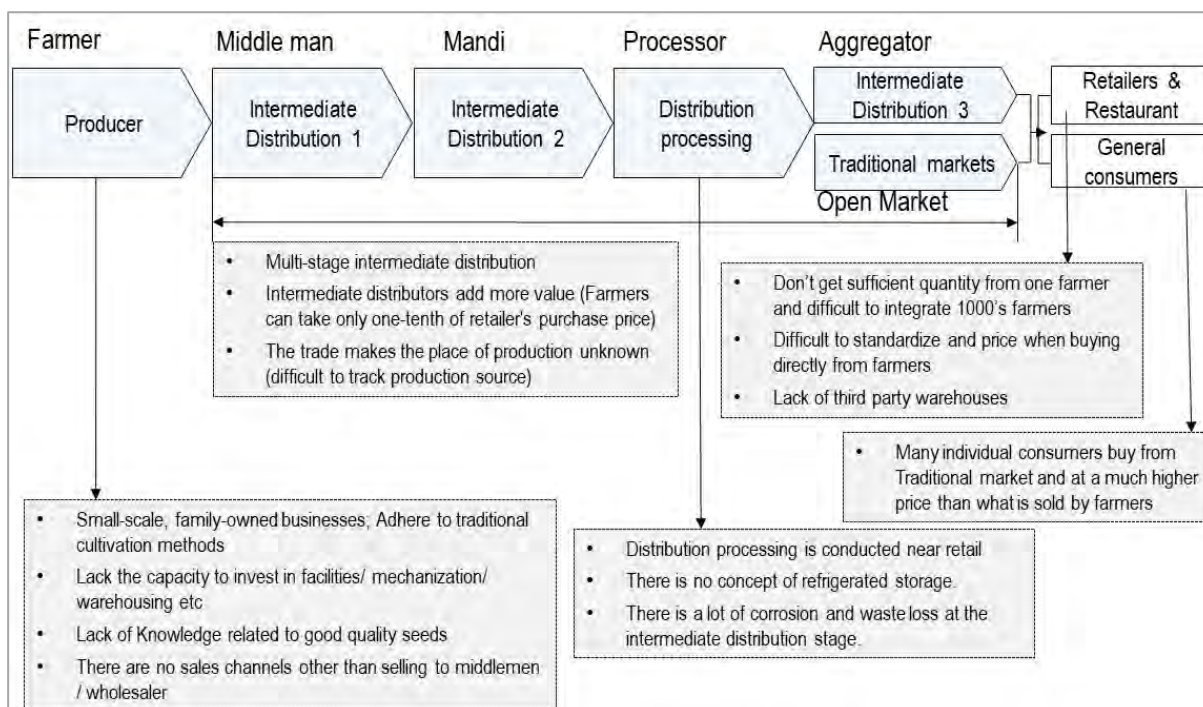 Farmer
Middle man
Mandi
Processor
Aggregator
Producer
Intermediate
Distribution 1
Intermediate
Distribution 2
Distribution
processing
Intermediate
Distribution 3
Traditional markets
Retailers &
Restaurant
General
consumers
Open Market
• Multi-stage intermediate distribution
• Intermediate distributors add more value (Farmers
can take only one-tenth of retailer's purchase price)
• The trade makes the place of production unknown
(difficult to track production source)
• Don't get sufficient quantity from one farmer
and difficult to integrate 1000's farmers
• Difficult to standardize and price when buying
directly from farmers
• Lack of third party warehouses
• Many individual consumers buy from
Traditional market and at a much higher
price than what is sold by farmers
• Small-scale, family-owned businesses; Adhere to traditional
cultivation methods
• Lack the capacity to invest in facilities/ mechanization/
warehousing etc
• Lack of Knowledge related to good quality seeds
• There are no sales channels other than selling to middlemen
/ wholesaler
• Distribution processing is conducted near retail
• There is no concept of refrigerated storage.
• There is a lot of corrosion and waste loss at the
intermediate distribution stage.